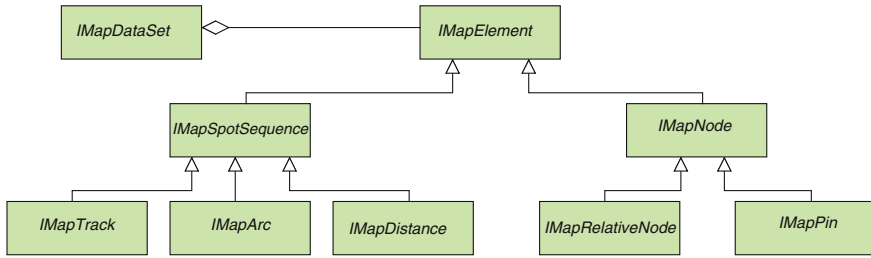 IMapDataSet
IMapElement
IMapSpotSequence
IMapNode
IMapTrack
IMapArc
IMapDistance
IMapRelativeNode
IMapPin